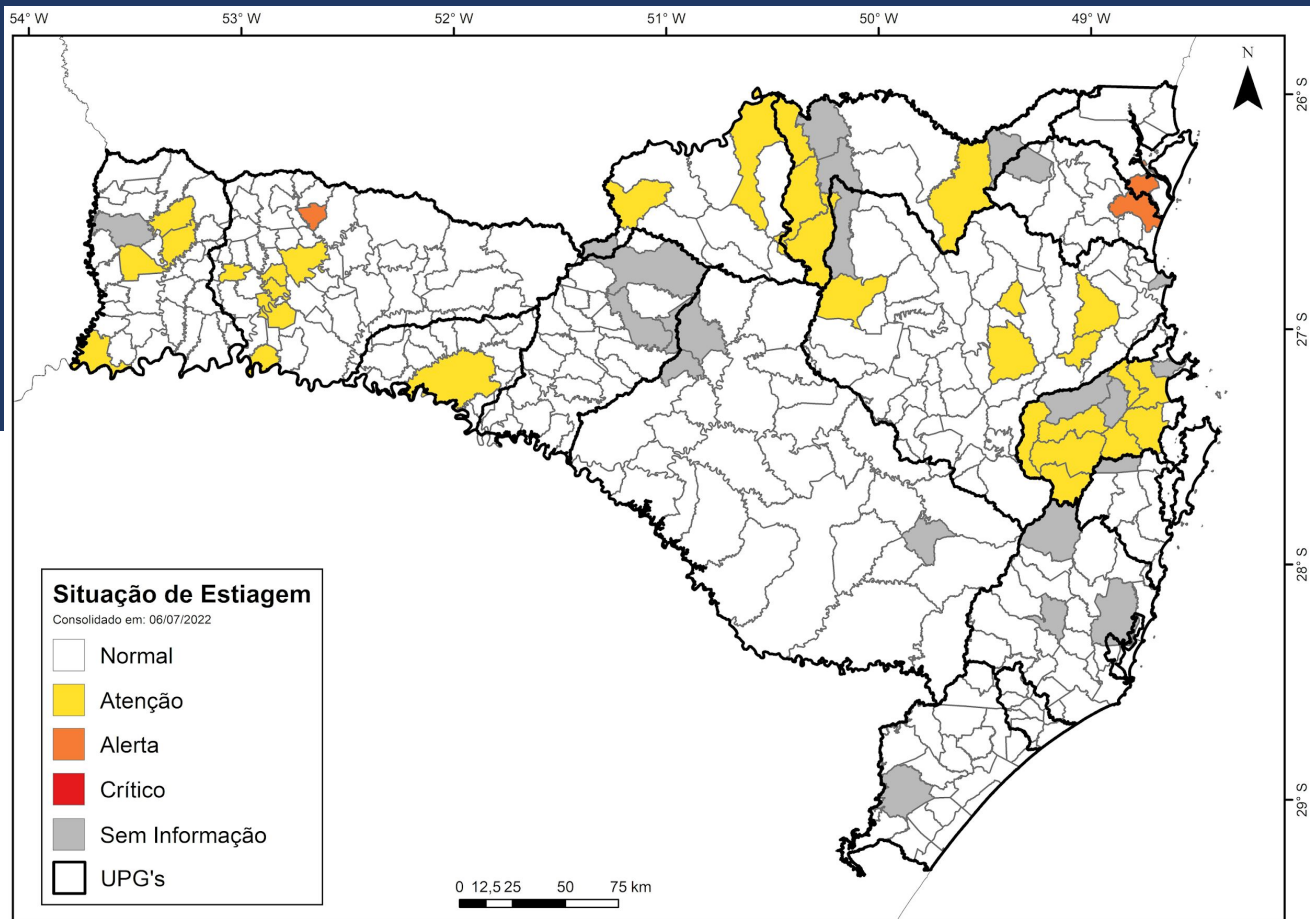 54° W 53° W 52° W 51° W 50° W 49° W
N
26° S
27° S
28° S
29° S
Situação de Estiagem
Consolidado em: 06/07/2022
Normal
Atenção
Alerta
Crítico
Sem Informação
UPG's
0 12,5 25 50 75 km